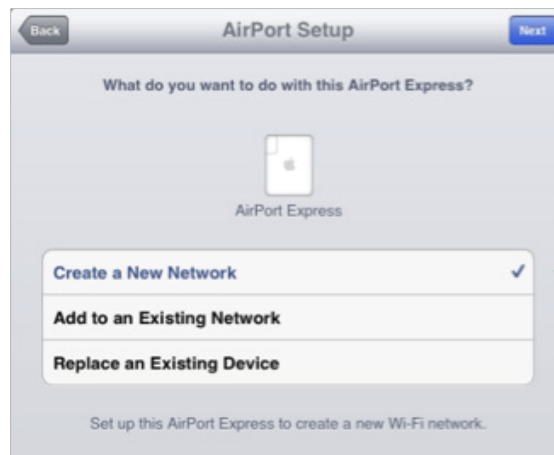 Back
AirPort Setup
Next
What do you want to do with this AirPort Express?
AirPort Express
Create a New Network
Add to an Existing Network
Replace an Existing Device
Set up this AirPort Express to create a new Wi-Fi network.